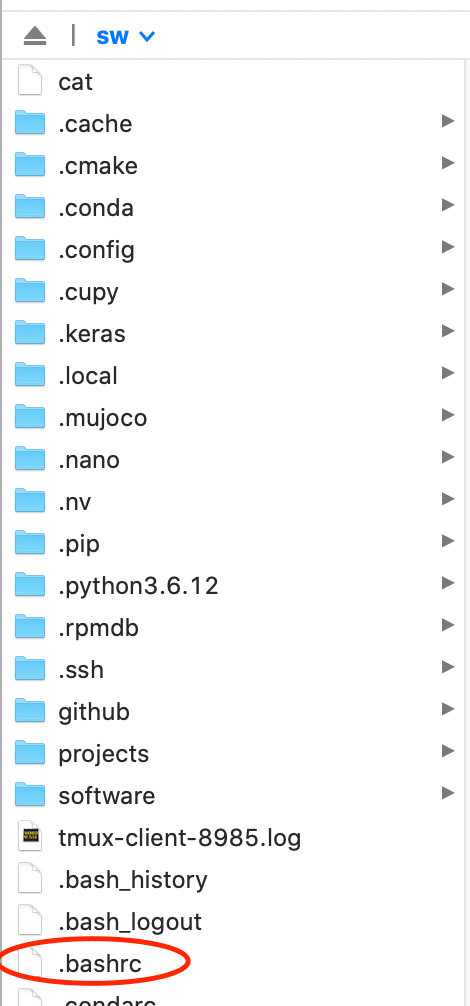 sw
cat
.cache
.cmake
.conda
.config
.cupy
.keras
.local
.mujoco
.nano
.nv
.pip
.python3.6.12
.rpmdb
.ssh
github
projects
software
tmux-client-8985.log
.bash_history
.bash_logout
.bashrc
.condarc